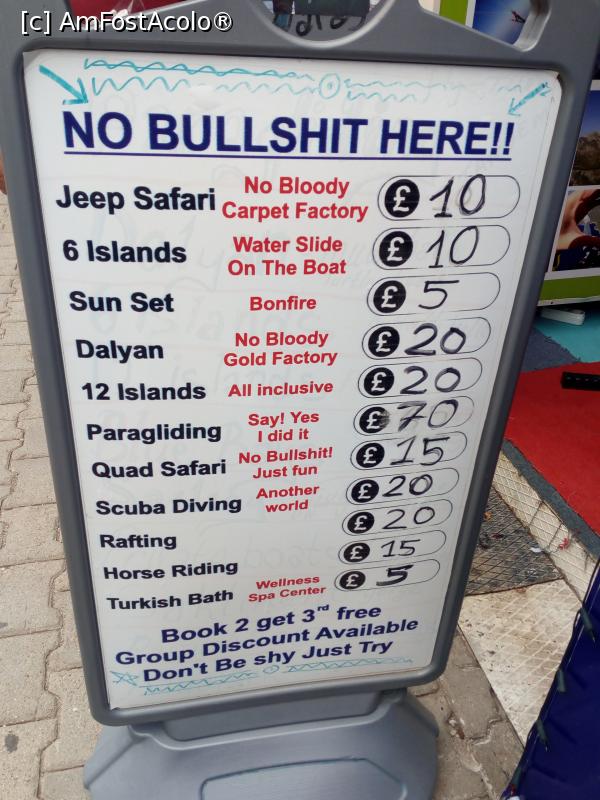 [c] AmFostAcolo®
NO BULLSHIT HERE!!
Jeep Safari No Bloody Carpet Factory £ 10
6 Islands Water Slide On The Boat £ 10
Sun Set Bonfire £ 5
Dalyan No Bloody Gold Factory £ 20
12 Islands All inclusive £ 20
Paragliding Say! Yes I did it £ 70
Quad Safari No Bullshit! Just fun £ 15
Scuba Diving Another world £ 20
Rafting £ 20
Horse Riding £ 15
Turkish Bath Wellness Spa Center £ 5
Book 2 get 3rd free
Group Discount Available
Don't Be shy Just Try